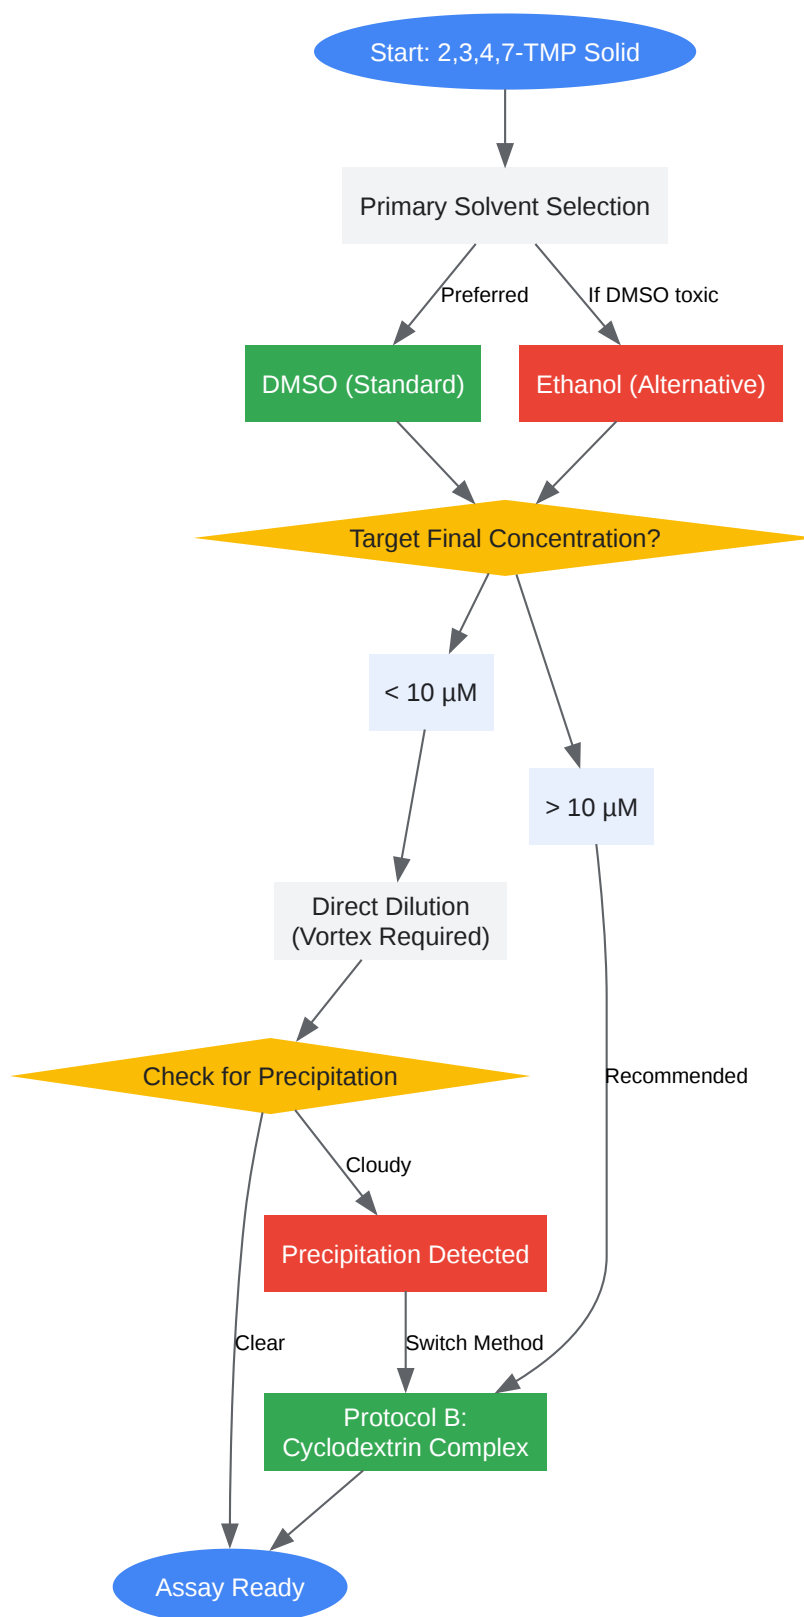 Start: 2,3,4,7-TMP Solid
Primary Solvent Selection
Preferred
If DMSO toxic
DMSO (Standard)
Ethanol (Alternative)
Target Final Concentration?
< 10 µM
> 10 µM
Direct Dilution
(Vortex Required)
Check for Precipitation
Recommended
Cloudy
Precipitation Detected
Clear
Switch Method
Protocol B:
Cyclodextrin Complex
Assay Ready